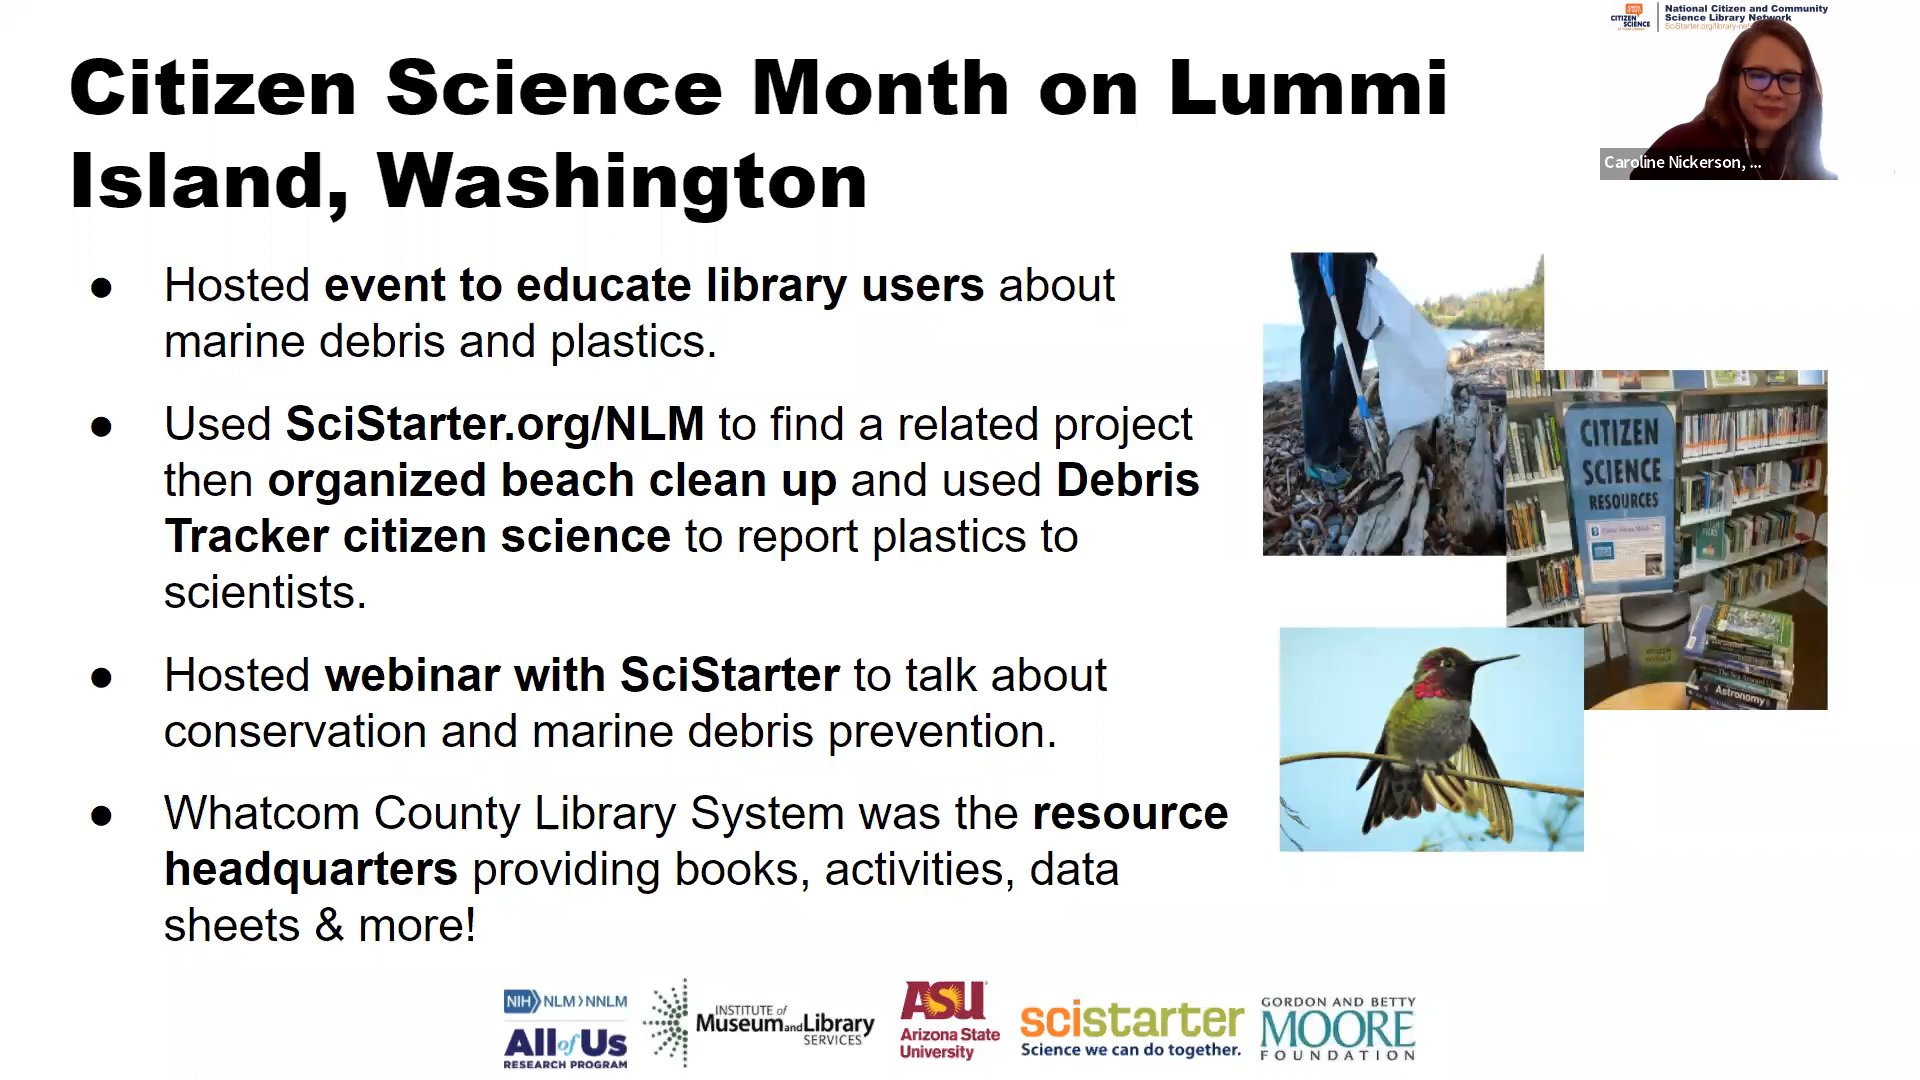 National Citizen and Community
Science Library Network
CITIZEN
SCIENCE
Caroline Nickerson, ...
Citizen Science Month on Lummi
Island, Washington
● Hosted event to educate library users about
marine debris and plastics.
● Used SciStarter.org/NLM to find a related project
then organized beach clean up and used Debris
Tracker citizen science to report plastics to
scientists.
● Hosted webinar with SciStarter to talk about
conservation and marine debris prevention.
● Whatcom County Library System was the resource
headquarters providing books, activities, data
sheets & more!
CITIZEN
SCIENCE
RESOURCES
Astronomy
NIH NLM NNLM
All of Us
RESEARCH PROGRAM
INSTITUTE of
Museum and Library
SERVICES
ASU
Arizona State
University
scistarter
Science we can do together.
GORDON AND BETTY
MOORE
FOUNDATION